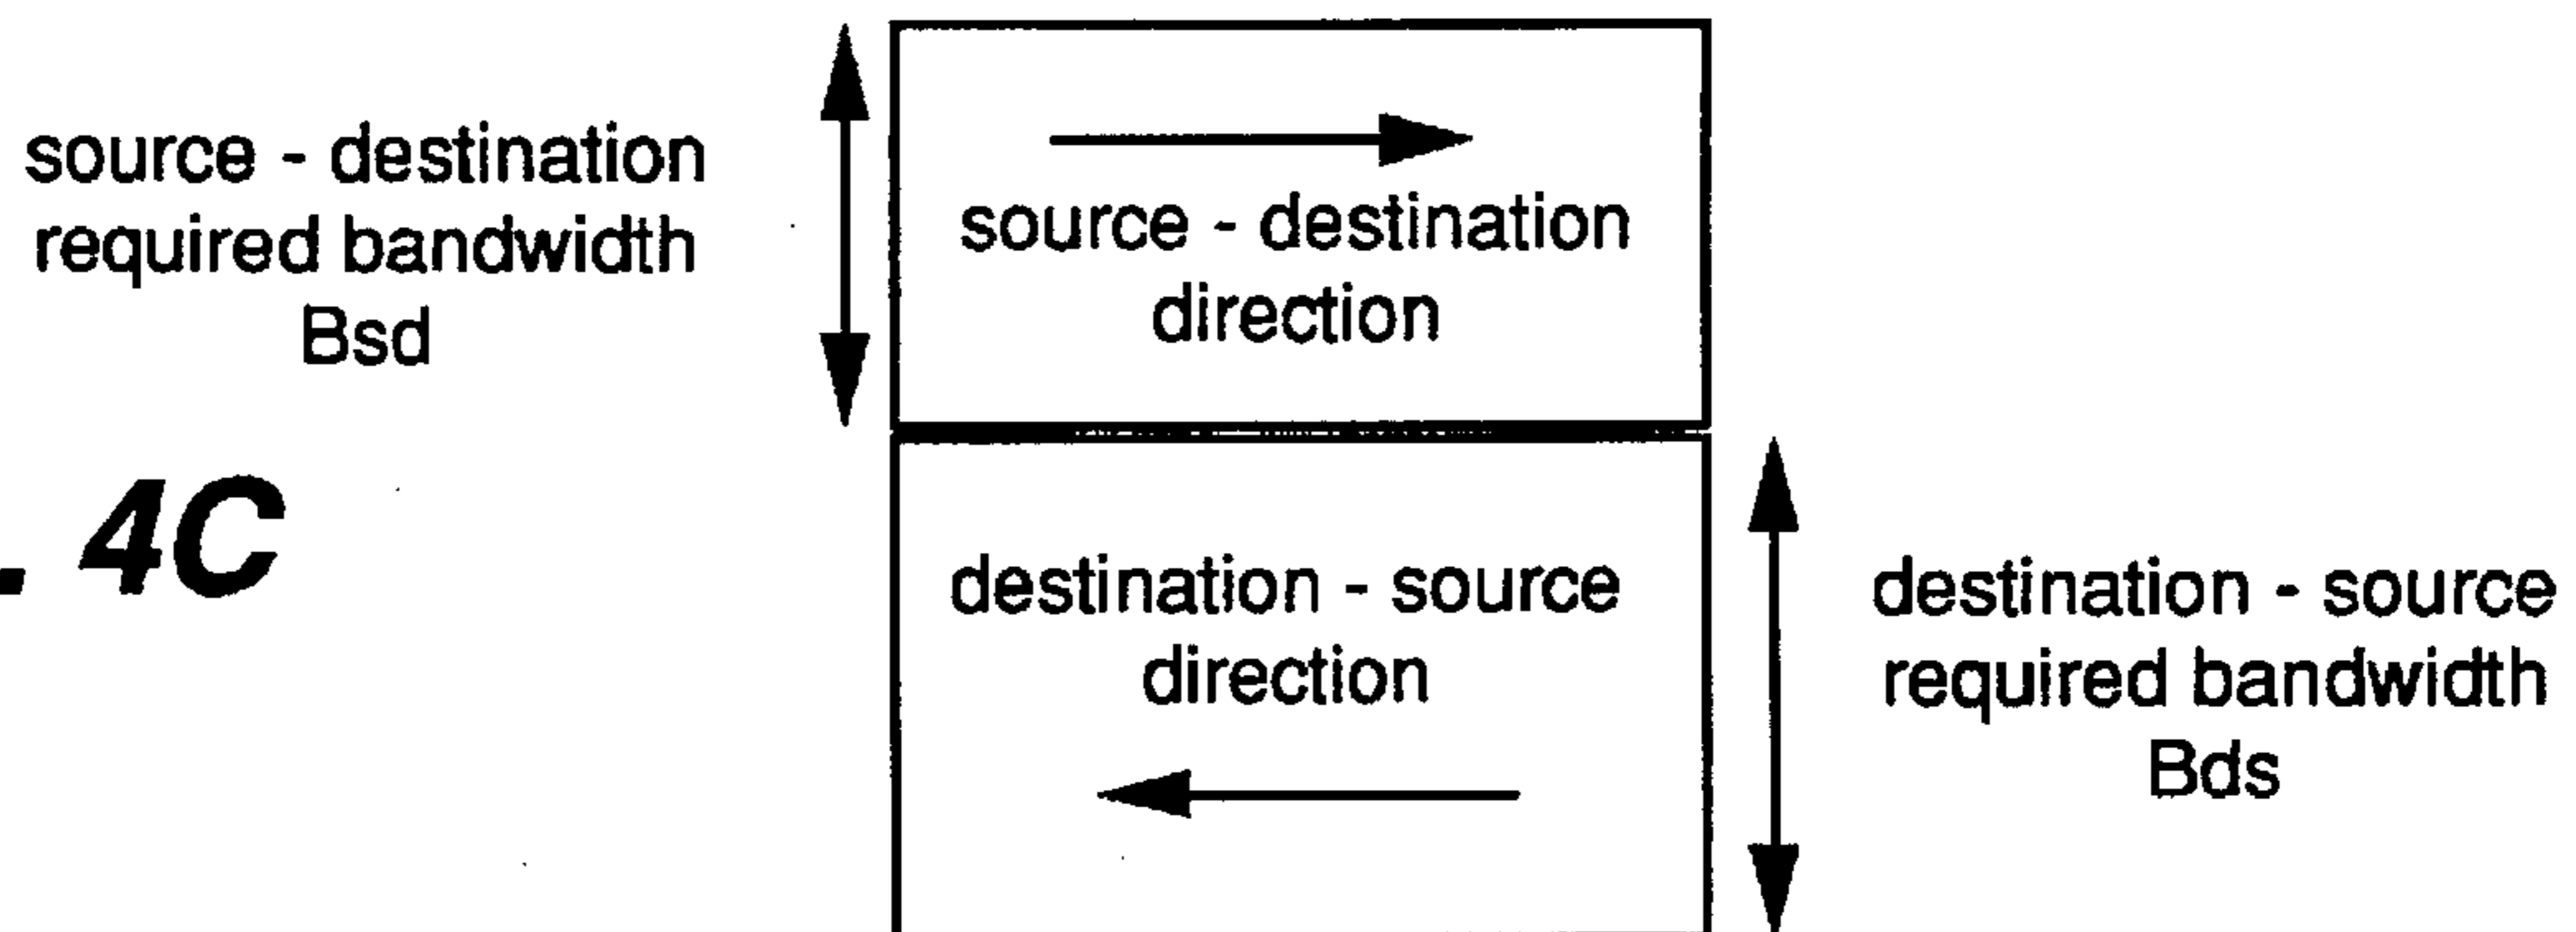 source - destination
required bandwidth
Bsd
source - destination
direction
. 4C
destination - source
direction
destination - source
required bandwidth
Bds